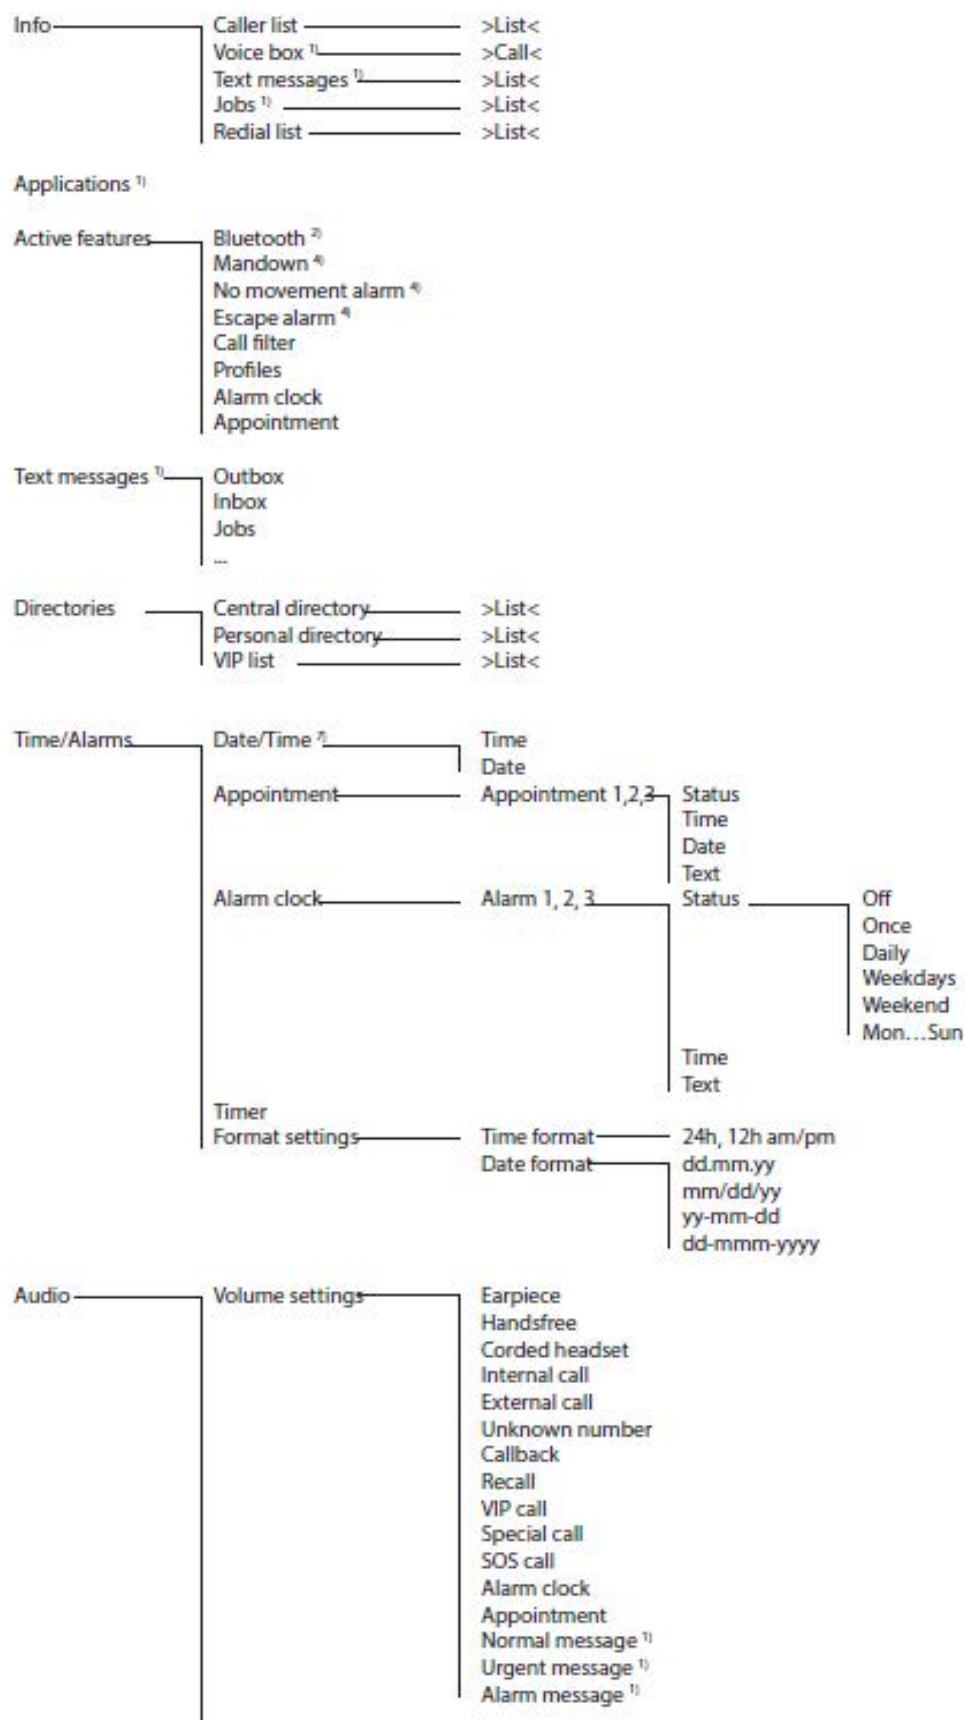 Info Caller list >List<
Voice box 1) >Call<
Text messages 1) >List<
Jobs 1) >List<
Redial list >List<
Applications 1)
Active features Bluetooth 2)
Mandown 4)
No movement alarm 4)
Escape alarm 4)
Call filter
Profiles
Alarm clock
Appointment
Text messages 1) Outbox
Inbox
Jobs
...
Directories Central directory >List<
Personal directory >List<
VIP list >List<
Time/Alarms Date/Time 7) Time
Date
Appointment Appointment 1,2,3 Status
Time
Date
Text
Alarm clock Alarm 1, 2, 3 Status Off
Once
Daily
Weekdays
Weekend
Mon...Sun
Time
Text
Timer
Format settings Time format 24h, 12h am/pm
Date format dd.mm.yy
mm/dd/yy
yy-mm-dd
dd-mmm-yyyy
Audio Volume settings Earpiece
Handsfree
Corded headset
Internal call
External call
Unknown number
Callback
Recall
VIP call
Special call
SOS call
Alarm clock
Appointment
Normal message 1)
Urgent message 1)
Alarm message 1)